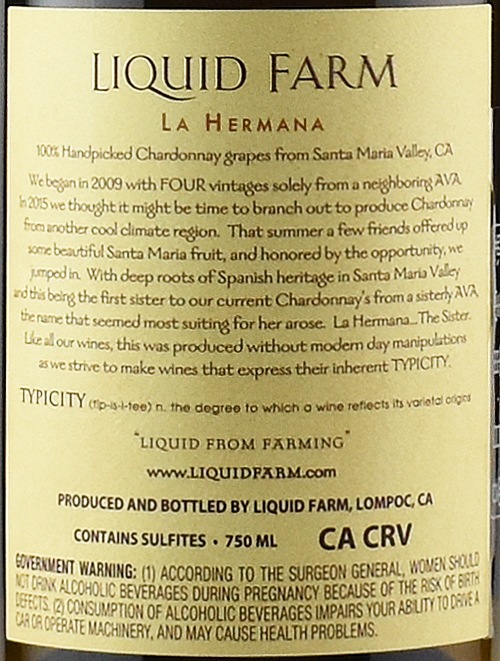 LIQUID FARM
LA HERMANA
100% Handpicked Chardonnay grapes from Santa Maria Valley, CA
We began in 2009 with FOUR vintages solely from a neighboring AVA.
In 2015 we thought it might be time to branch out to produce Chardonnay
from another cool climate region. That summer a few friends offered up
some beautiful Santa Maria fruit, and honored by the opportunity, we
jumped in. With deep roots of Spanish heritage in Santa Maria Valley
and this being the first sister to our current Chardonnay's from a sisterly AVA
the name that seemed most suiting for her arose. La Hermana...The Sister.
Like all our wines, this was produced without modern day manipulations
as we strive to make wines that express their inherent TYPICITY.
TYPICITY (tip-is-i-tee) n. the degree to which a wine reflects its varietal origins
"LIQUID FROM FARMING"
www.LIQUIDFARM.com
PRODUCED AND BOTTLED BY LIQUID FARM, LOMPOC, CA
CONTAINS SULFITES • 750 ML CA CRV
GOVERNMENT WARNING: (1) ACCORDING TO THE SURGEON GENERAL, WOMEN SHOULD
NOT DRINK ALCOHOLIC BEVERAGES DURING PREGNANCY BECAUSE OF THE RISK OF BIRTH
DEFECTS. (2) CONSUMPTION OF ALCOHOLIC BEVERAGES IMPAIRS YOUR ABILITY TO DRIVE A
CAR OR OPERATE MACHINERY, AND MAY CAUSE HEALTH PROBLEMS.